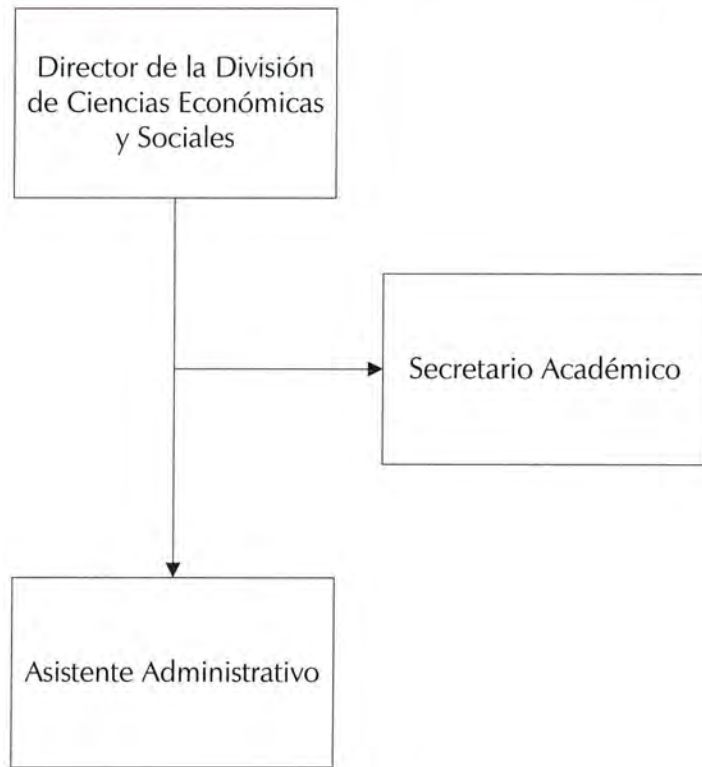 Director de la División
de Ciencias Económicas
y Sociales
Secretario Académico
Asistente Administrativo